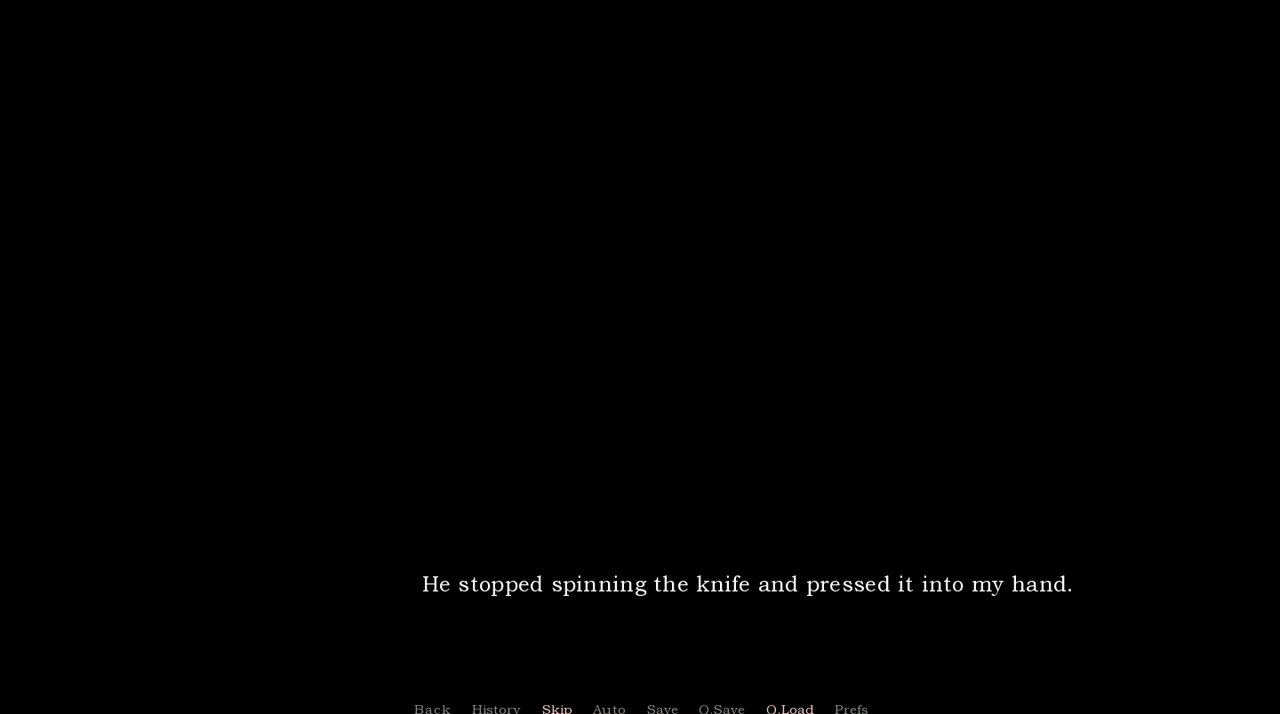 He stopped spinning the knife and pressed it into my hand.
Back History Skip Auto Save Q.Save Q.Load Prefs